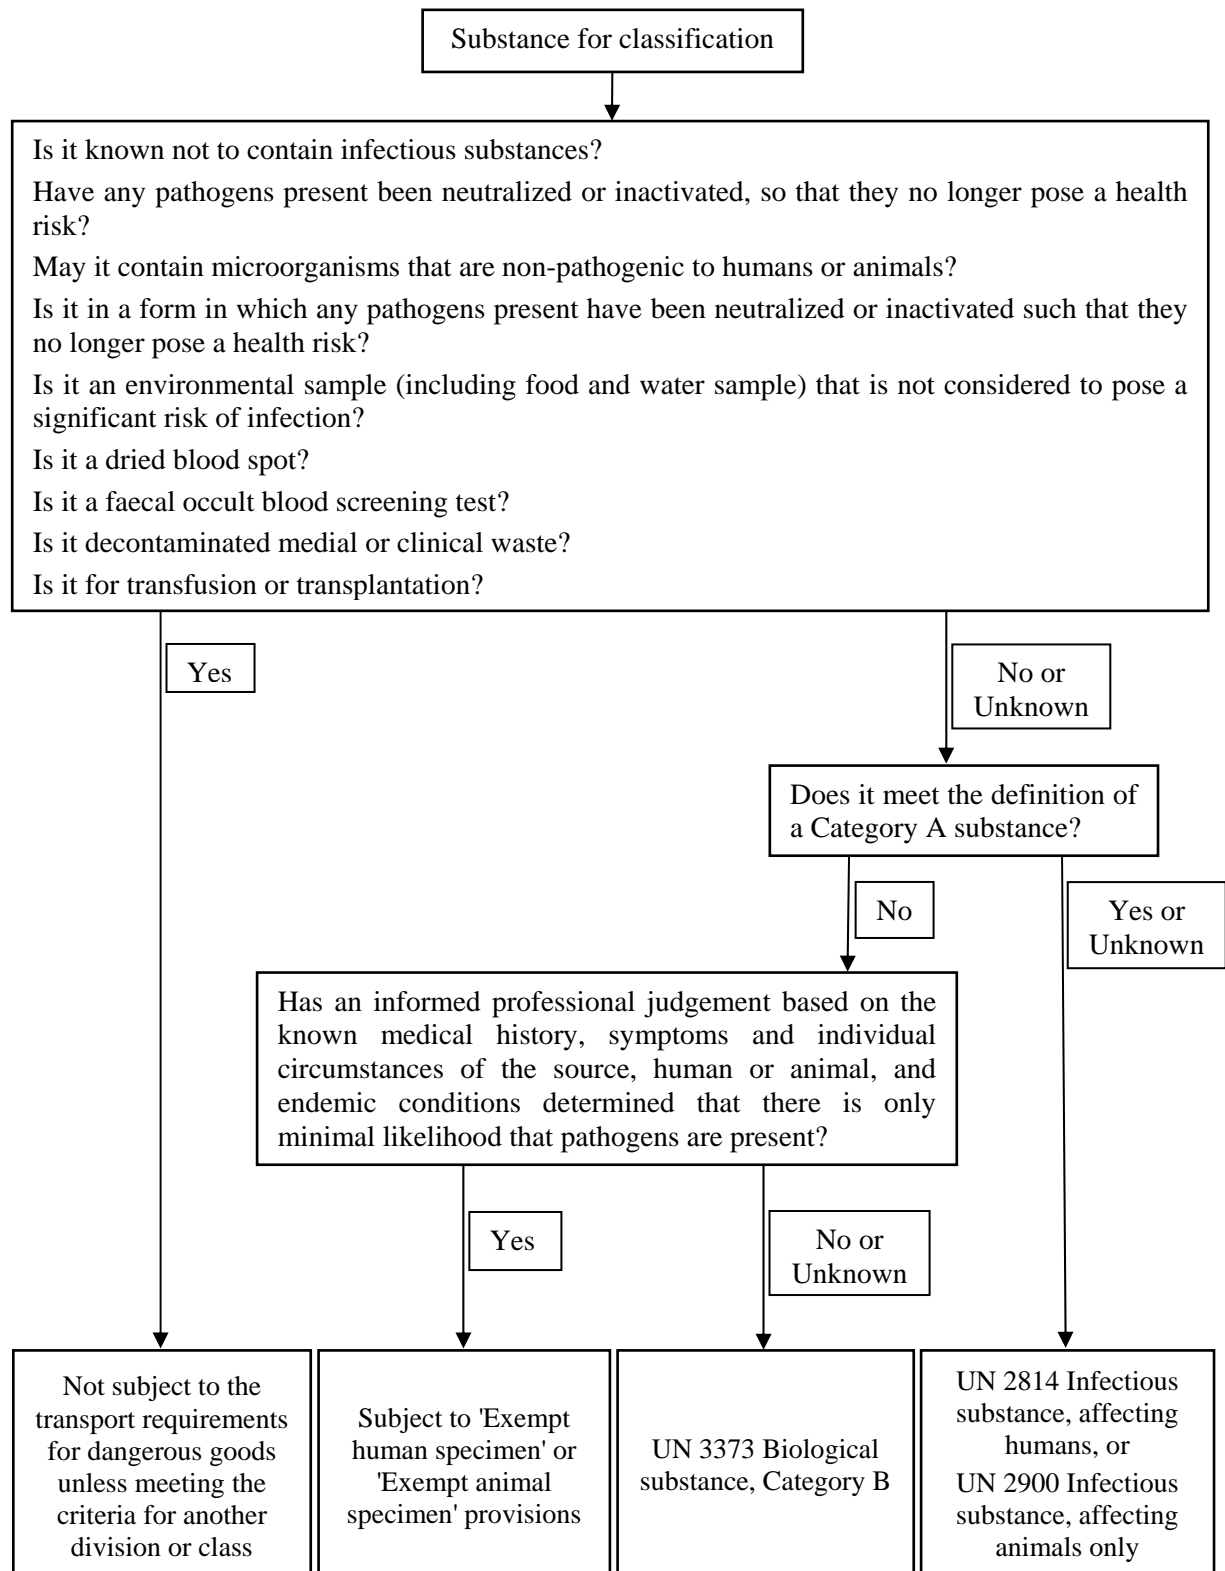 Substance for classification
Is it known not to contain infectious substances?
Have any pathogens present been neutralized or inactivated, so that they no longer pose a health
risk?
May it contain microorganisms that are non-pathogenic to humans or animals?
Is it in a form in which any pathogens present have been neutralized or inactivated such that they
no longer pose a health risk?
Is it an environmental sample (including food and water sample) that is not considered to pose a
significant risk of infection?
Is it a dried blood spot?
Is it a faecal occult blood screening test?
Is it decontaminated medial or clinical waste?
Is it for transfusion or transplantation?
Yes
No or
Unknown
Does it meet the definition of
a Category A substance?
No
Yes or
Unknown
Has an informed professional judgement based on the
known medical history, symptoms and individual
circumstances of the source, human or animal, and
endemic conditions determined that there is only
minimal likelihood that pathogens are present?
Yes
No or
Unknown
Not subject to the
transport requirements
for dangerous goods
unless meeting the
criteria for another
division or class
Subject to 'Exempt
human specimen' or
'Exempt animal
specimen' provisions
UN 3373 Biological
substance, Category B
UN 2814 Infectious
substance, affecting
humans, or
UN 2900 Infectious
substance, affecting
animals only